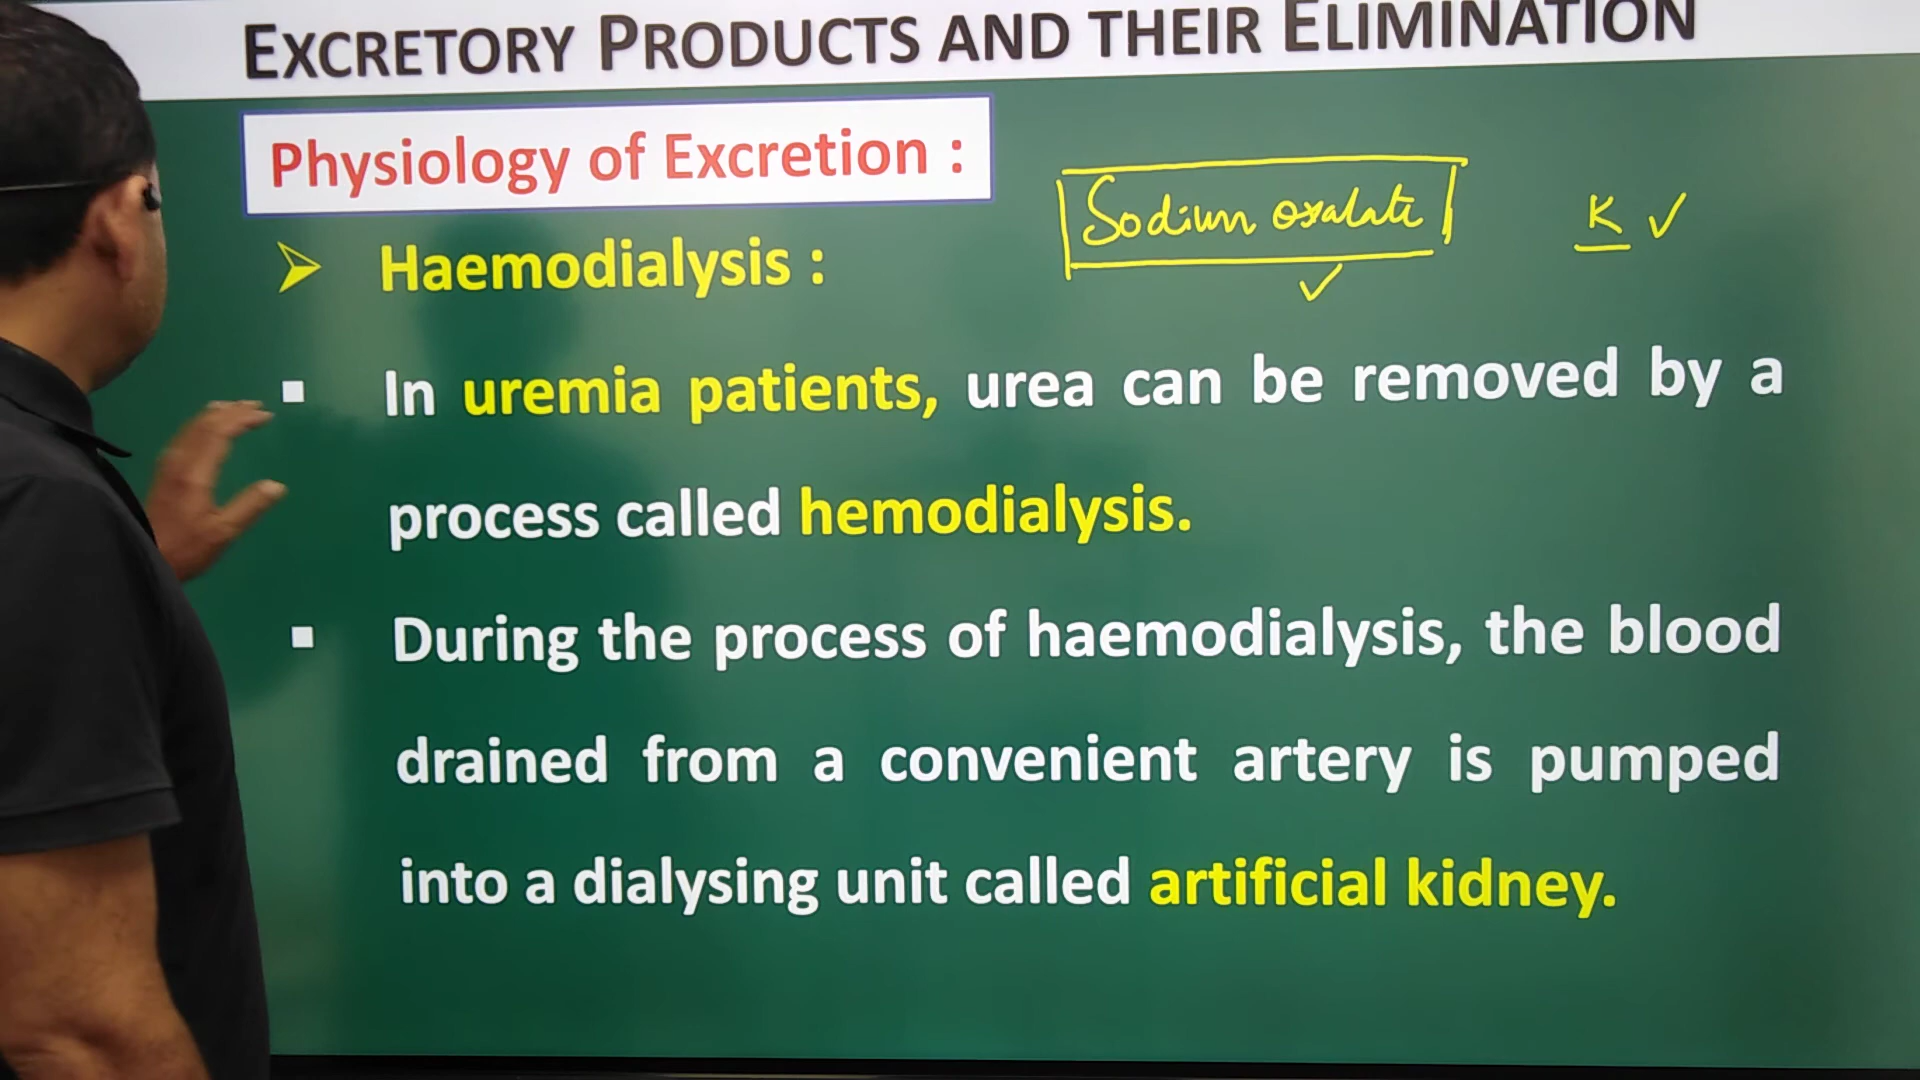 EXCRETORY PRODUCTS AND THEIR ELIMINATION
Physiology of Excretion :
Sodium oxalate K ✓
✓
➤ Haemodialysis :
▪ In uremia patients, urea can be removed by a
process called hemodialysis.
▪ During the process of haemodialysis, the blood
drained from a convenient artery is pumped
into a dialysing unit called artificial kidney.